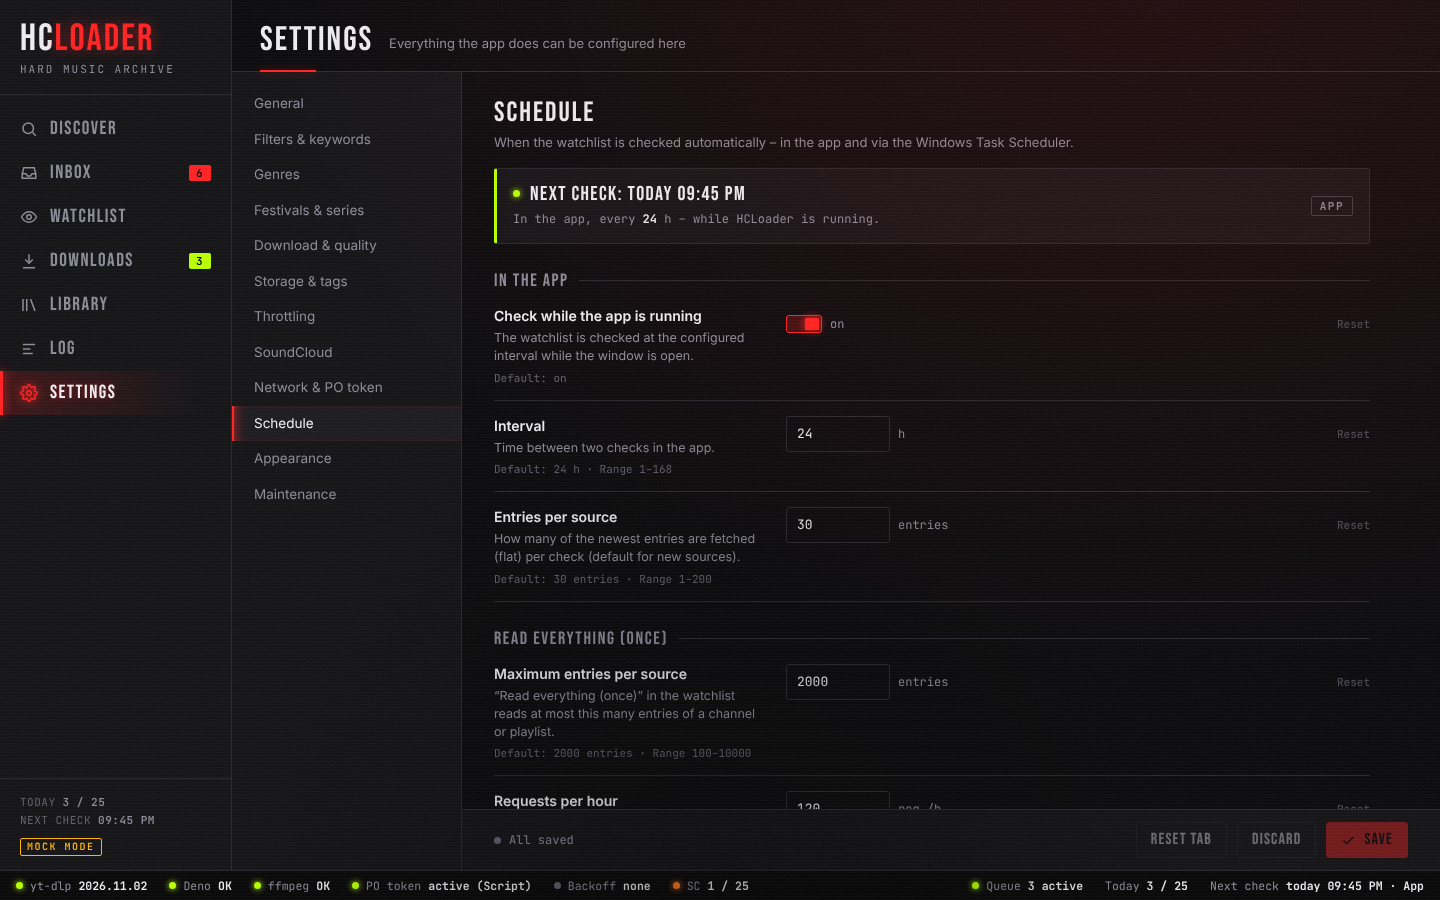 HCLOADER
HARD MUSIC ARCHIVE
DISCOVER
INBOX 6
WATCHLIST
DOWNLOADS 3
LIBRARY
LOG
SETTINGS
TODAY 3 / 25
NEXT CHECK 09:45 PM
MOCK MODE
SETTINGS Everything the app does can be configured here
General
Filters & keywords
Genres
Festivals & series
Download & quality
Storage & tags
Throttling
SoundCloud
Network & PO token
Schedule
Appearance
Maintenance
SCHEDULE
When the watchlist is checked automatically – in the app and via the Windows Task Scheduler.
NEXT CHECK: TODAY 09:45 PM
In the app, every 24 h – while HCLoader is running.
APP
IN THE APP
Check while the app is running
on
Reset
The watchlist is checked at the configured
interval while the window is open.
Default: on
Interval
24 h
Reset
Time between two checks in the app.
Default: 24 h · Range 1–168
Entries per source
30 entries
Reset
How many of the newest entries are fetched
(flat) per check (default for new sources).
Default: 30 entries · Range 1–200
READ EVERYTHING (ONCE)
Maximum entries per source
2000 entries
Reset
“Read everything (once)” in the watchlist
reads at most this many entries of a channel
or playlist.
Default: 2000 entries · Range 100–10000
Requests per hour
120
Reset
All saved
RESET TAB
DISCARD
SAVE
yt-dlp 2026.11.02 Deno OK ffmpeg OK PO token active (Script) Backoff none SC 1 / 25 Queue 3 active Today 3 / 25 Next check today 09:45 PM · App